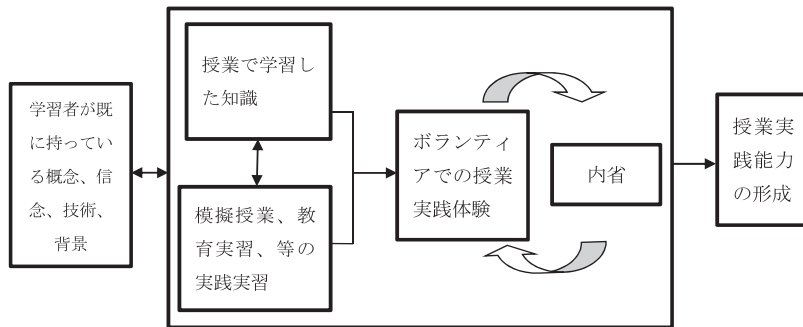 学習者が既
に持ってい
る概念、信
念、技術、
背景
授業で学習し
た知識
模擬授業、教
育実習、等の
実践実習
ボランティ
アでの授業
実践体験
内省
授業実
践能力
の形成